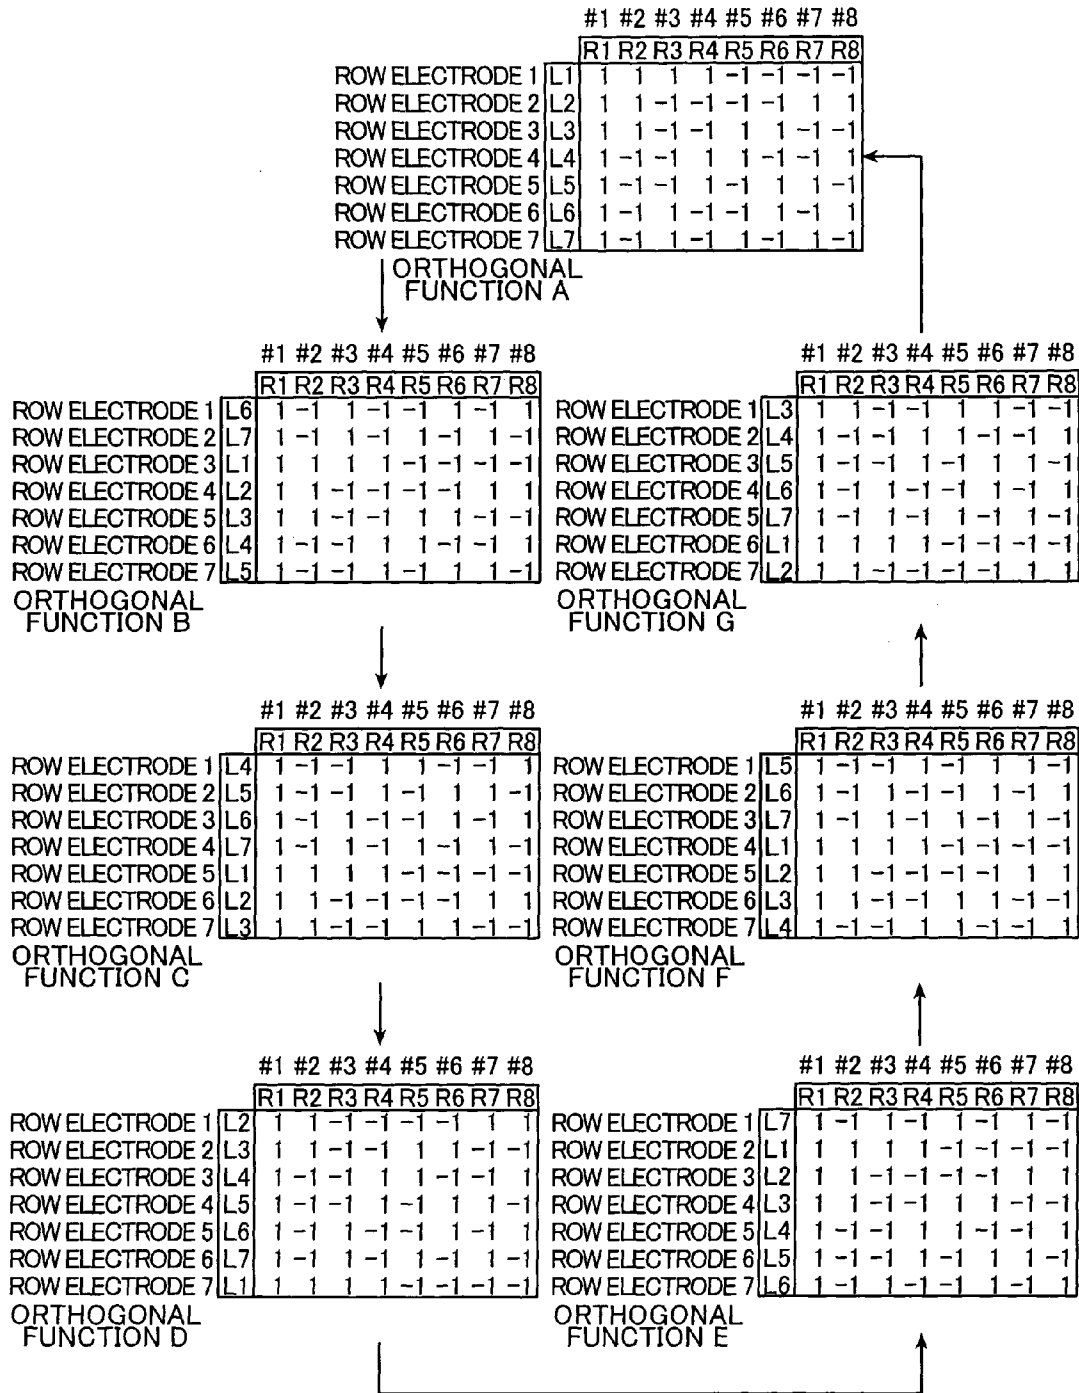 #1 #2 #3 #4 #5 #6 #7 #8
R1 R2 R3 R4 R5 R6 R7 R8
ROW ELECTRODE 1 L1 1 1 1 1 -1 -1 -1 -1
ROW ELECTRODE 2 L2 1 1 -1 -1 -1 -1 1 1
ROW ELECTRODE 3 L3 1 1 -1 -1 1 1 -1 -1
ROW ELECTRODE 4 L4 1 -1 -1 1 1 -1 -1 1
ROW ELECTRODE 5 L5 1 -1 -1 1 -1 1 1 -1
ROW ELECTRODE 6 L6 1 -1 1 -1 -1 1 -1 1
ROW ELECTRODE 7 L7 1 -1 1 -1 1 -1 1 -1
ORTHOGONAL
FUNCTION A
#1 #2 #3 #4 #5 #6 #7 #8
R1 R2 R3 R4 R5 R6 R7 R8
ROW ELECTRODE 1 L6 1 -1 1 -1 -1 1 -1 1
ROW ELECTRODE 2 L7 1 -1 1 -1 1 -1 1 -1
ROW ELECTRODE 3 L1 1 1 1 1 -1 -1 -1 -1
ROW ELECTRODE 4 L2 1 1 -1 -1 -1 -1 1 1
ROW ELECTRODE 5 L3 1 1 -1 -1 1 1 -1 -1
ROW ELECTRODE 6 L4 1 -1 -1 1 1 -1 -1 1
ROW ELECTRODE 7 L5 1 -1 -1 1 -1 1 1 -1
ORTHOGONAL
FUNCTION B
#1 #2 #3 #4 #5 #6 #7 #8
R1 R2 R3 R4 R5 R6 R7 R8
ROW ELECTRODE 1 L3 1 1 -1 -1 1 1 -1 -1
ROW ELECTRODE 2 L4 1 -1 -1 1 1 -1 -1 1
ROW ELECTRODE 3 L5 1 -1 -1 1 -1 1 1 -1
ROW ELECTRODE 4 L6 1 -1 1 -1 -1 1 -1 1
ROW ELECTRODE 5 L7 1 -1 1 -1 1 -1 1 -1
ROW ELECTRODE 6 L1 1 1 1 1 -1 -1 -1 -1
ROW ELECTRODE 7 L2 1 1 -1 -1 -1 -1 1 1
ORTHOGONAL
FUNCTION G
#1 #2 #3 #4 #5 #6 #7 #8
R1 R2 R3 R4 R5 R6 R7 R8
ROW ELECTRODE 1 L4 1 -1 -1 1 1 -1 -1 1
ROW ELECTRODE 2 L5 1 -1 -1 1 -1 1 1 -1
ROW ELECTRODE 3 L6 1 -1 1 -1 -1 1 -1 1
ROW ELECTRODE 4 L7 1 -1 1 -1 1 -1 1 -1
ROW ELECTRODE 5 L1 1 1 1 1 -1 -1 -1 -1
ROW ELECTRODE 6 L2 1 1 -1 -1 -1 -1 1 1
ROW ELECTRODE 7 L3 1 1 -1 -1 1 1 -1 -1
ORTHOGONAL
FUNCTION C
#1 #2 #3 #4 #5 #6 #7 #8
R1 R2 R3 R4 R5 R6 R7 R8
ROW ELECTRODE 1 L5 1 -1 -1 1 -1 1 1 -1
ROW ELECTRODE 2 L6 1 -1 1 -1 -1 1 -1 1
ROW ELECTRODE 3 L7 1 -1 1 -1 1 -1 1 -1
ROW ELECTRODE 4 L1 1 1 1 1 -1 -1 -1 -1
ROW ELECTRODE 5 L2 1 1 -1 -1 -1 -1 1 1
ROW ELECTRODE 6 L3 1 1 -1 -1 1 1 -1 -1
ROW ELECTRODE 7 L4 1 -1 -1 1 1 -1 -1 1
ORTHOGONAL
FUNCTION F
#1 #2 #3 #4 #5 #6 #7 #8
R1 R2 R3 R4 R5 R6 R7 R8
ROW ELECTRODE 1 L2 1 1 -1 -1 -1 -1 1 1
ROW ELECTRODE 2 L3 1 1 -1 -1 1 1 -1 -1
ROW ELECTRODE 3 L4 1 -1 -1 1 1 -1 -1 1
ROW ELECTRODE 4 L5 1 -1 -1 1 -1 1 1 -1
ROW ELECTRODE 5 L6 1 -1 1 -1 -1 1 -1 1
ROW ELECTRODE 6 L7 1 -1 1 -1 1 -1 1 -1
ROW ELECTRODE 7 L1 1 1 1 1 -1 -1 -1 -1
ORTHOGONAL
FUNCTION D
#1 #2 #3 #4 #5 #6 #7 #8
R1 R2 R3 R4 R5 R6 R7 R8
ROW ELECTRODE 1 L7 1 -1 1 -1 1 -1 1 -1
ROW ELECTRODE 2 L1 1 1 1 1 -1 -1 -1 -1
ROW ELECTRODE 3 L2 1 1 -1 -1 -1 -1 1 1
ROW ELECTRODE 4 L3 1 1 -1 -1 1 1 -1 -1
ROW ELECTRODE 5 L4 1 -1 -1 1 1 -1 -1 1
ROW ELECTRODE 6 L5 1 -1 -1 1 -1 1 1 -1
ROW ELECTRODE 7 L6 1 -1 1 -1 -1 1 -1 1
ORTHOGONAL
FUNCTION E